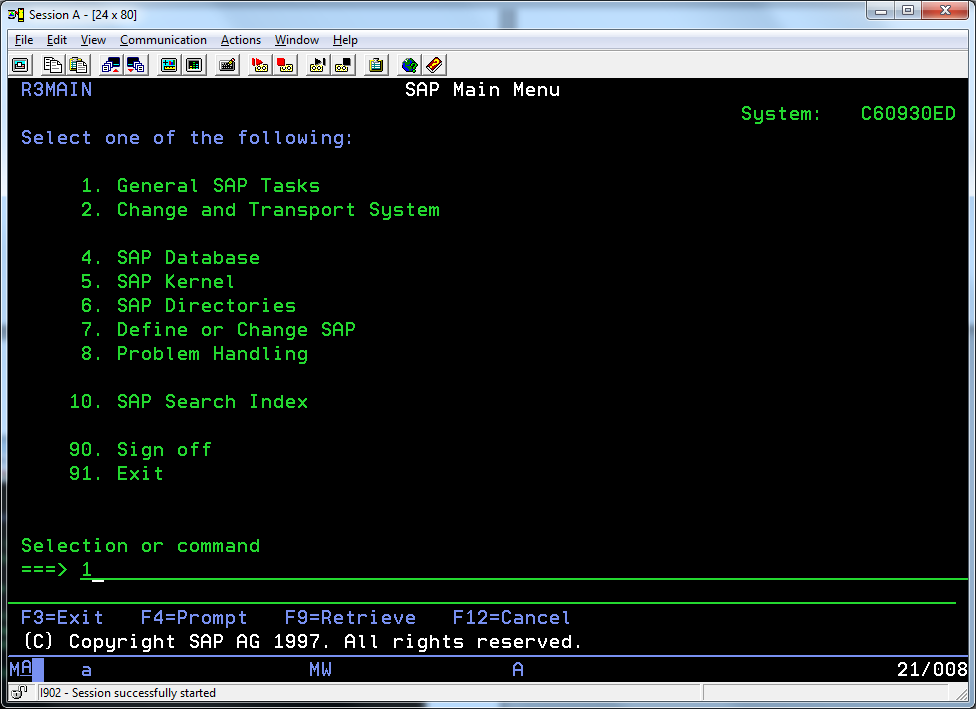 Session A - [24 x 80]
File Edit View Communication Actions Window Help
R3MAIN SAP Main Menu
System: C60930ED
Select one of the following:
1. General SAP Tasks
2. Change and Transport System
4. SAP Database
5. SAP Kernel
6. SAP Directories
7. Define or Change SAP
8. Problem Handling
10. SAP Search Index
90. Sign off
91. Exit
Selection or command
===> 1
F3=Exit F4=Prompt F9=Retrieve F12=Cancel
(C) Copyright SAP AG 1997. All rights reserved.
MA a MW A 21/008
I902 - Session successfully started